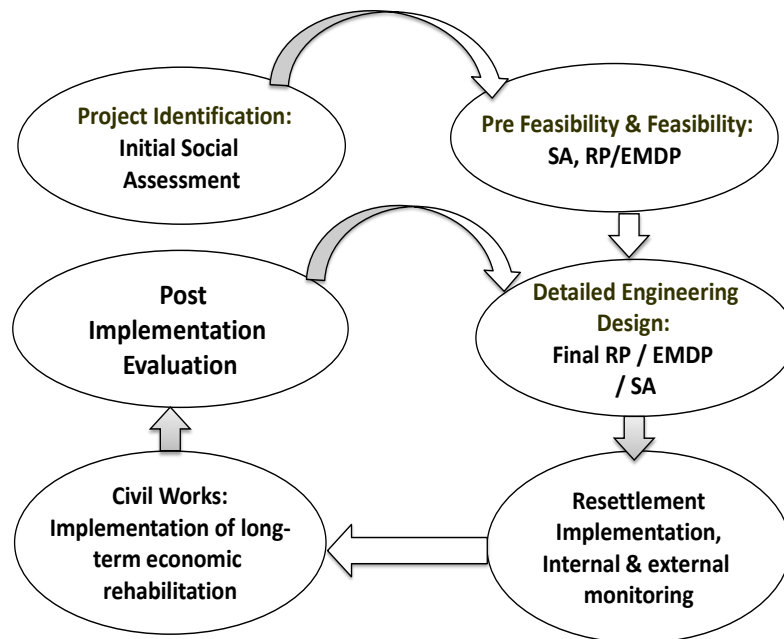 Project Identification:
Initial Social
Assessment
Pre Feasibility & Feasibility:
SA, RP/EMDP
Post
Implementation
Evaluation
Detailed Engineering
Design:
Final RP / EMDP
/ SA
Civil Works:
Implementation of long-
term economic
rehabilitation
Resettlement
Implementation,
Internal & external
monitoring